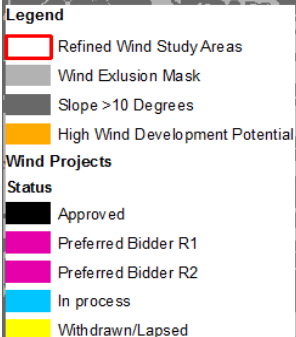 Legend
Refined Wind Study Areas
Wind Exlusion Mask
Slope >10 Degrees
High Wind Development Potential
Wind Projects
Status
Approved
Preferred Bidder R1
Preferred Bidder R2
In process
Withdrawn/Lapsed